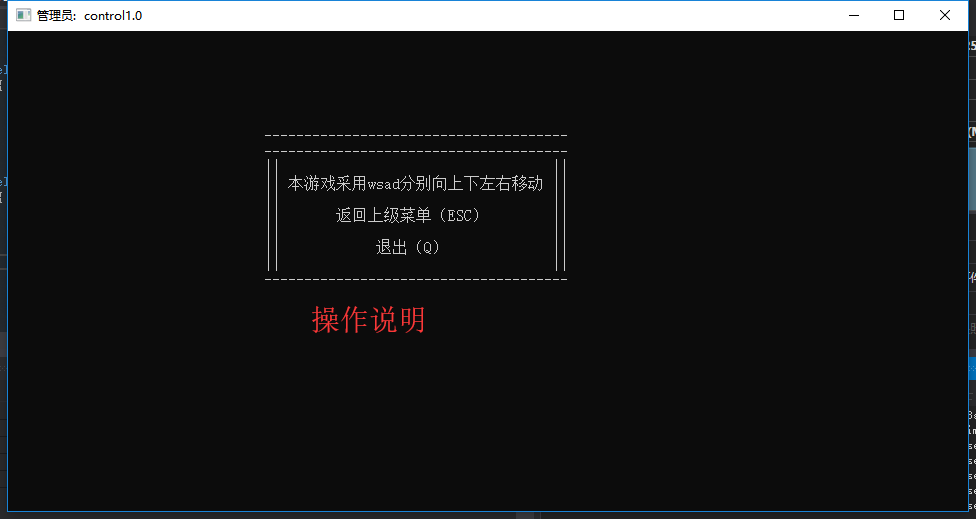 管理员: control1.0
本游戏采用wsad分别向上下左右移动
返回上级菜单（ESC）
退出（Q）
操作说明